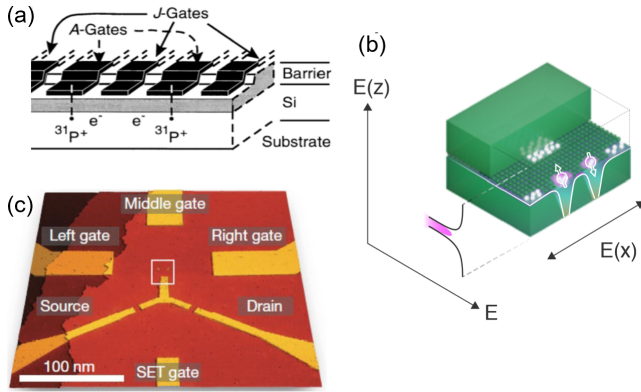 (a)
J-Gates
A-Gates
Barrier
Si
Substrate
31P+
e-
e-
31P+
(b)
E(z)
E(x)
E
(c)
Middle gate
Left gate
Right gate
Source
Drain
SET gate
100 nm